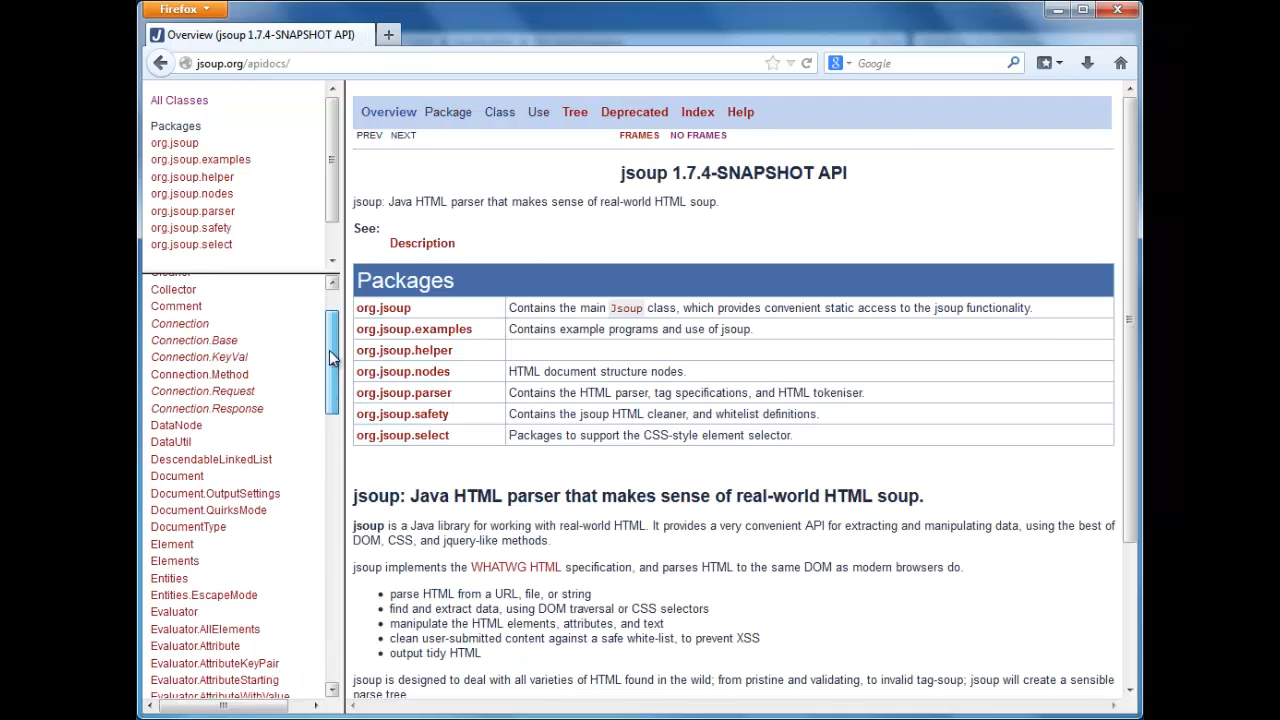 Firefox
Overview (jsoup 1.7.4-SNAPSHOT API)
jsoup.org/apidocs/
Google
All Classes
Packages
org.jsoup
org.jsoup.examples
org.jsoup.helper
org.jsoup.nodes
org.jsoup.parser
org.jsoup.safety
org.jsoup.select
Cleaner
Collector
Comment
Connection
Connection.Base
Connection.KeyVal
Connection.Method
Connection.Request
Connection.Response
DataNode
DataUtil
DescendableLinkedList
Document
Document.OutputSettings
Document.QuirksMode
DocumentType
Element
Elements
Entities
Entities.EscapeMode
Evaluator
Evaluator.AllElements
Evaluator.Attribute
Evaluator.AttributeKeyPair
Evaluator.AttributeStarting
Evaluator.AttributeWithValue
Overview Package Class Use Tree Deprecated Index Help
PREV NEXT FRAMES NO FRAMES
jsoup 1.7.4-SNAPSHOT API
jsoup: Java HTML parser that makes sense of real-world HTML soup.
See:
Description
Packages
org.jsoup Contains the main Jsoup class, which provides convenient static access to the jsoup functionality.
org.jsoup.examples Contains example programs and use of jsoup.
org.jsoup.helper
org.jsoup.nodes HTML document structure nodes.
org.jsoup.parser Contains the HTML parser, tag specifications, and HTML tokeniser.
org.jsoup.safety Contains the jsoup HTML cleaner, and whitelist definitions.
org.jsoup.select Packages to support the CSS-style element selector.
jsoup: Java HTML parser that makes sense of real-world HTML soup.
jsoup is a Java library for working with real-world HTML. It provides a very convenient API for extracting and manipulating data, using the best of
DOM, CSS, and jquery-like methods.
jsoup implements the WHATWG HTML specification, and parses HTML to the same DOM as modern browsers do.
• parse HTML from a URL, file, or string
• find and extract data, using DOM traversal or CSS selectors
• manipulate the HTML elements, attributes, and text
• clean user-submitted content against a safe white-list, to prevent XSS
• output tidy HTML
jsoup is designed to deal with all varieties of HTML found in the wild; from pristine and validating, to invalid tag-soup; jsoup will create a sensible
parse tree.